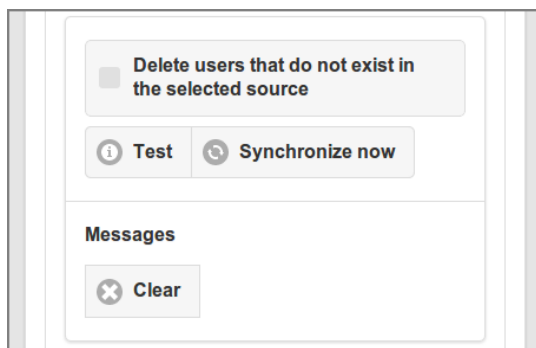 Delete users that do not exist in
the selected source
Test
Synchronize now
Messages
Clear